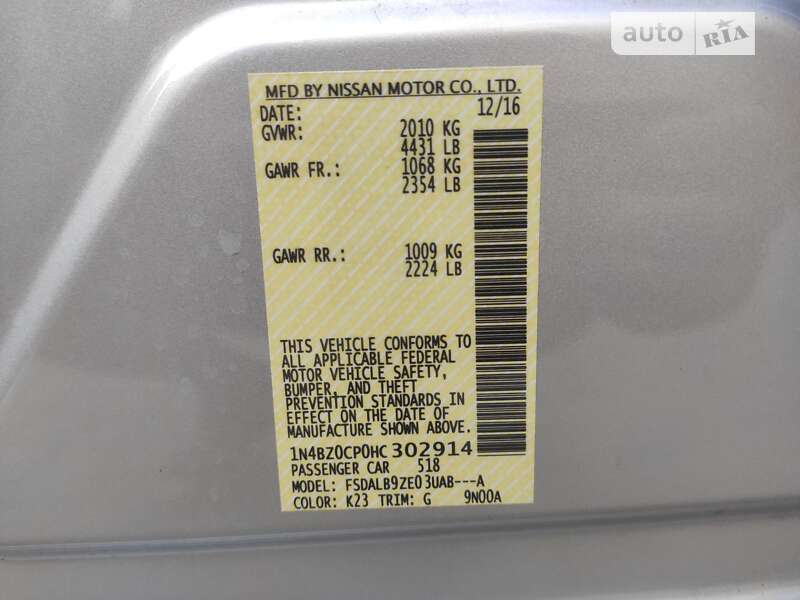 auto RIA
MFD BY NISSAN MOTOR CO., LTD.
DATE: 12/16
GVWR: 2010 KG
4431 LB
GAWR FR.: 1068 KG
2354 LB
GAWR RR.: 1009 KG
2224 LB
THIS VEHICLE CONFORMS TO
ALL APPLICABLE FEDERAL
MOTOR VEHICLE SAFETY,
BUMPER, AND THEFT
PREVENTION STANDARDS IN
EFFECT ON THE DATE OF
MANUFACTURE SHOWN ABOVE.
1N4BZ0CP0HC302914
PASSENGER CAR 518
MODEL: FSDALB9ZE03UAB---A
COLOR: K23 TRIM: G 9N00A